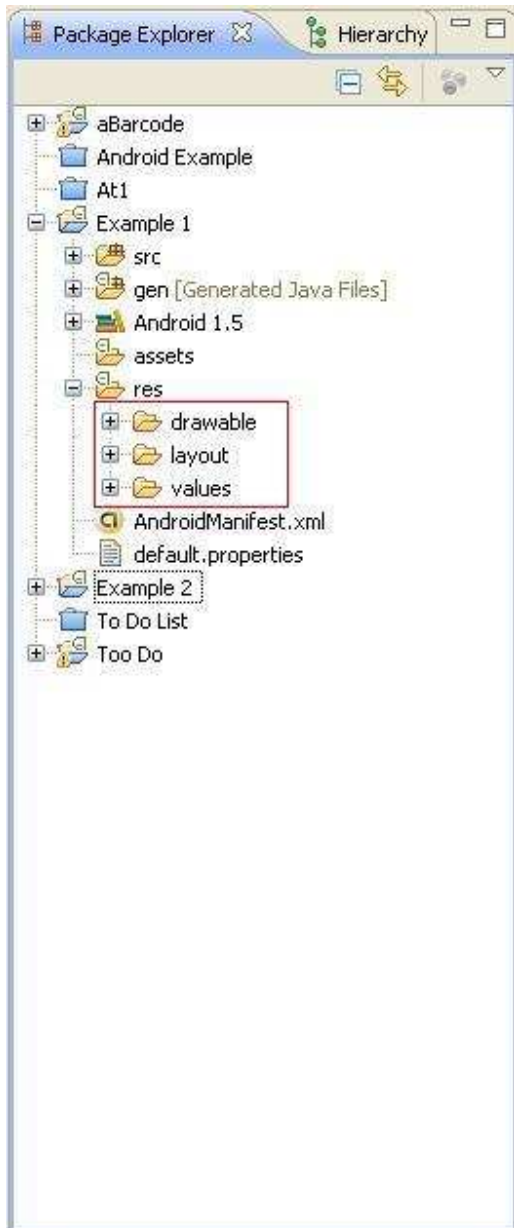 Package Explorer Hierarchy
aBarcode
Android Example
At1
Example 1
src
gen [Generated Java Files]
Android 1.5
assets
res
drawable
layout
values
AndroidManifest.xml
default.properties
Example 2
To Do List
Too Do